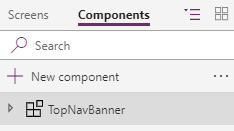 Screens Components
Search
New component
TopNavBanner